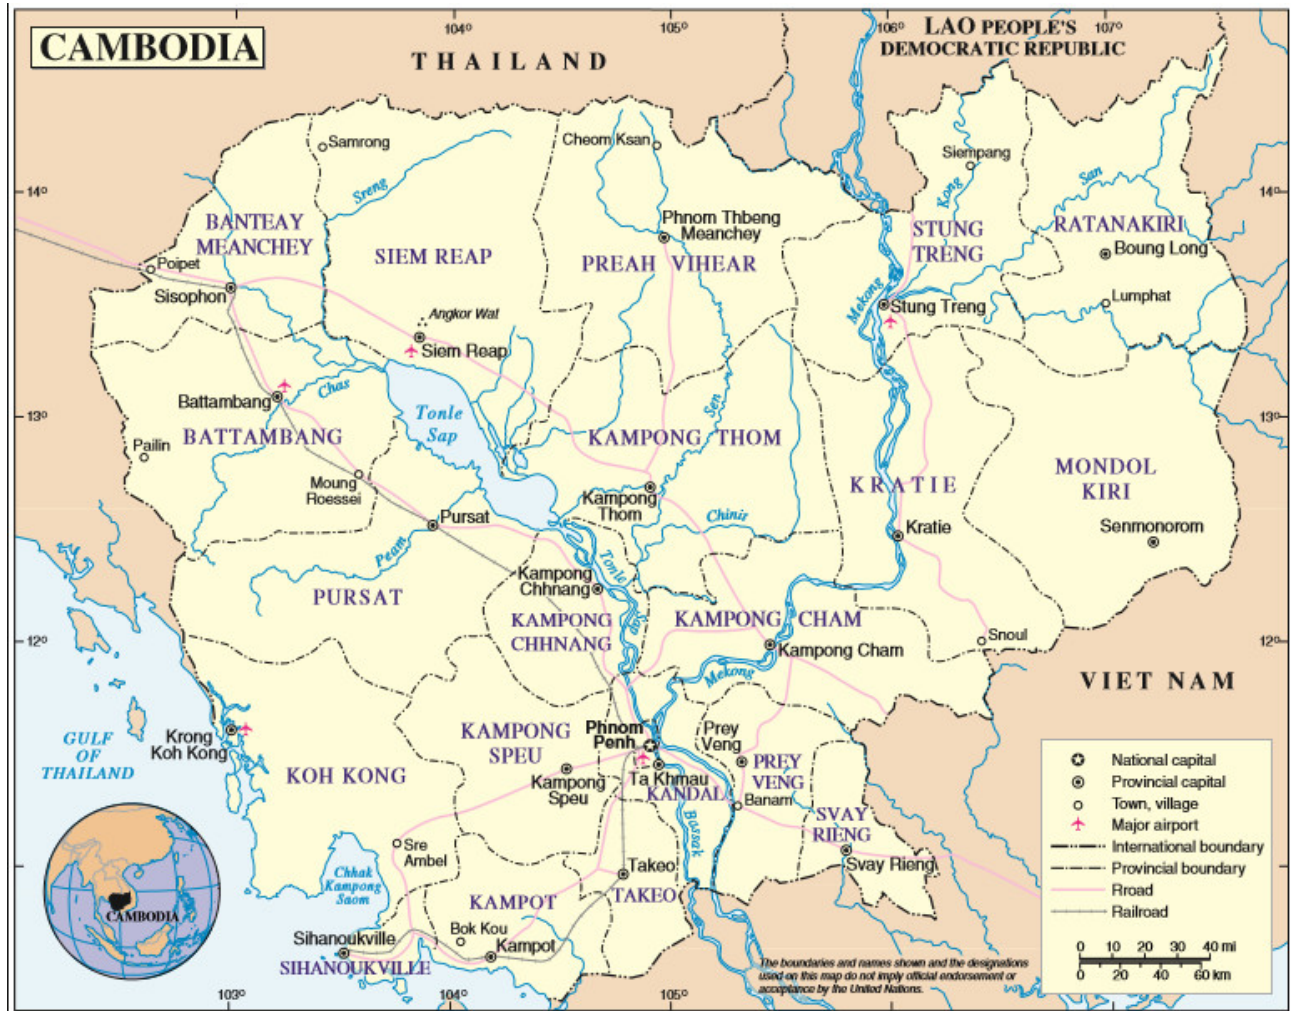 CAMBODIA
103°
104°
105°
106°
107°
THAILAND
LAO PEOPLE'S
DEMOCRATIC REPUBLIC
Samrong
Cheom Ksan
Siempang
14°
14°
Sreng
Kong
San
BANTEAY
MEANCHEY
SIEM REAP
Phnom Thbeng
Meanchey
PREAH VIHEAR
STUNG
TRENG
RATANAKIRI
Boung Long
Poipet
Sisophon
Mekong
Stung Treng
Lumphat
Angkor Wat
Siem Reap
Chas
Battambang
Tonle
Sap
Sen
13°
13°
BATTAMBANG
Pailin
KAMPONG THOM
Moung
Roessei
Kampong
Thom
KRATIE
MONDOL
KIRI
Pursat
Chinit
Kratie
Senmonorom
Peam
Tonle
Sap
PURSAT
Kampong
Chhnang
KAMPONG
CHHNANG
KAMPONG CHAM
12°
12°
Snoul
Kampong Cham
Mekong
VIET NAM
GULF
OF
THAILAND
Krong
Koh Kong
KOH KONG
KAMPONG
SPEU
Kampong
Speu
Phnom
Penh
Prey
Veng
PREY
VENG
Ta Khmau
KANDAL
Banam
SVAY
RIENG
Svay Rieng
Bassak
Sre
Ambel
Chhak
Kampong
Saom
Takeo
TAKEO
KAMPOT
Bok Kou
Kampot
Sihanoukville
SIHANOUKVILLE
CAMBODIA
National capital
Provincial capital
Town, village
Major airport
International boundary
Provincial boundary
Rroad
Railroad
0 10 20 30 40 mi
0 20 40 60 km
The boundaries and names shown and the designations
used on this map do not imply official endorsement or
acceptance by the United Nations.
103°
104°
105°